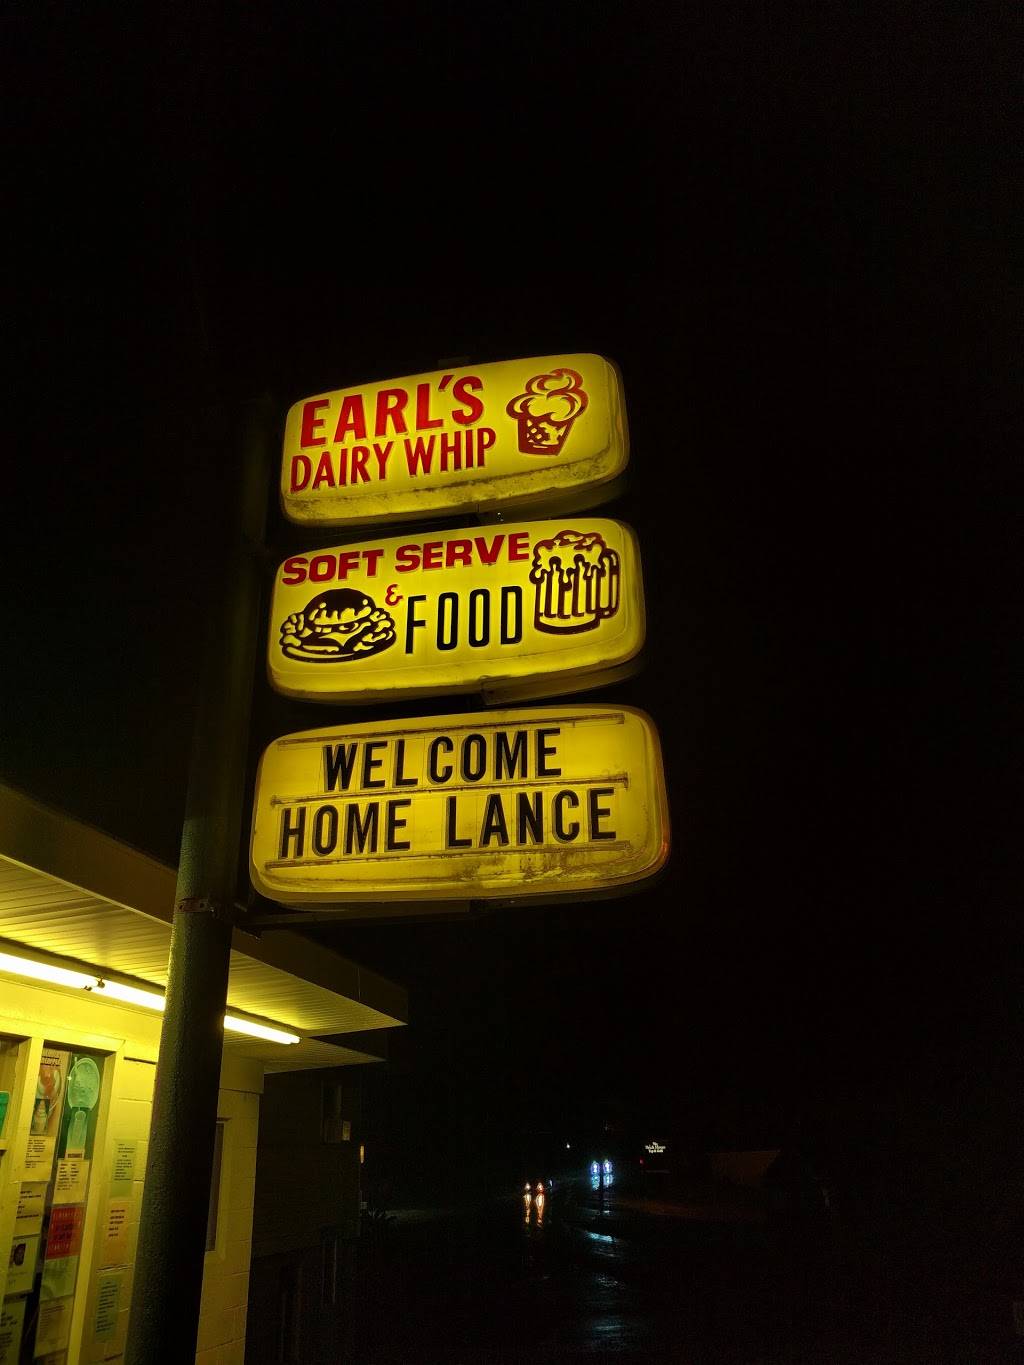 EARL'S
DAIRY WHIP
SOFT SERVE
& FOOD
WELCOME
HOME LANCE